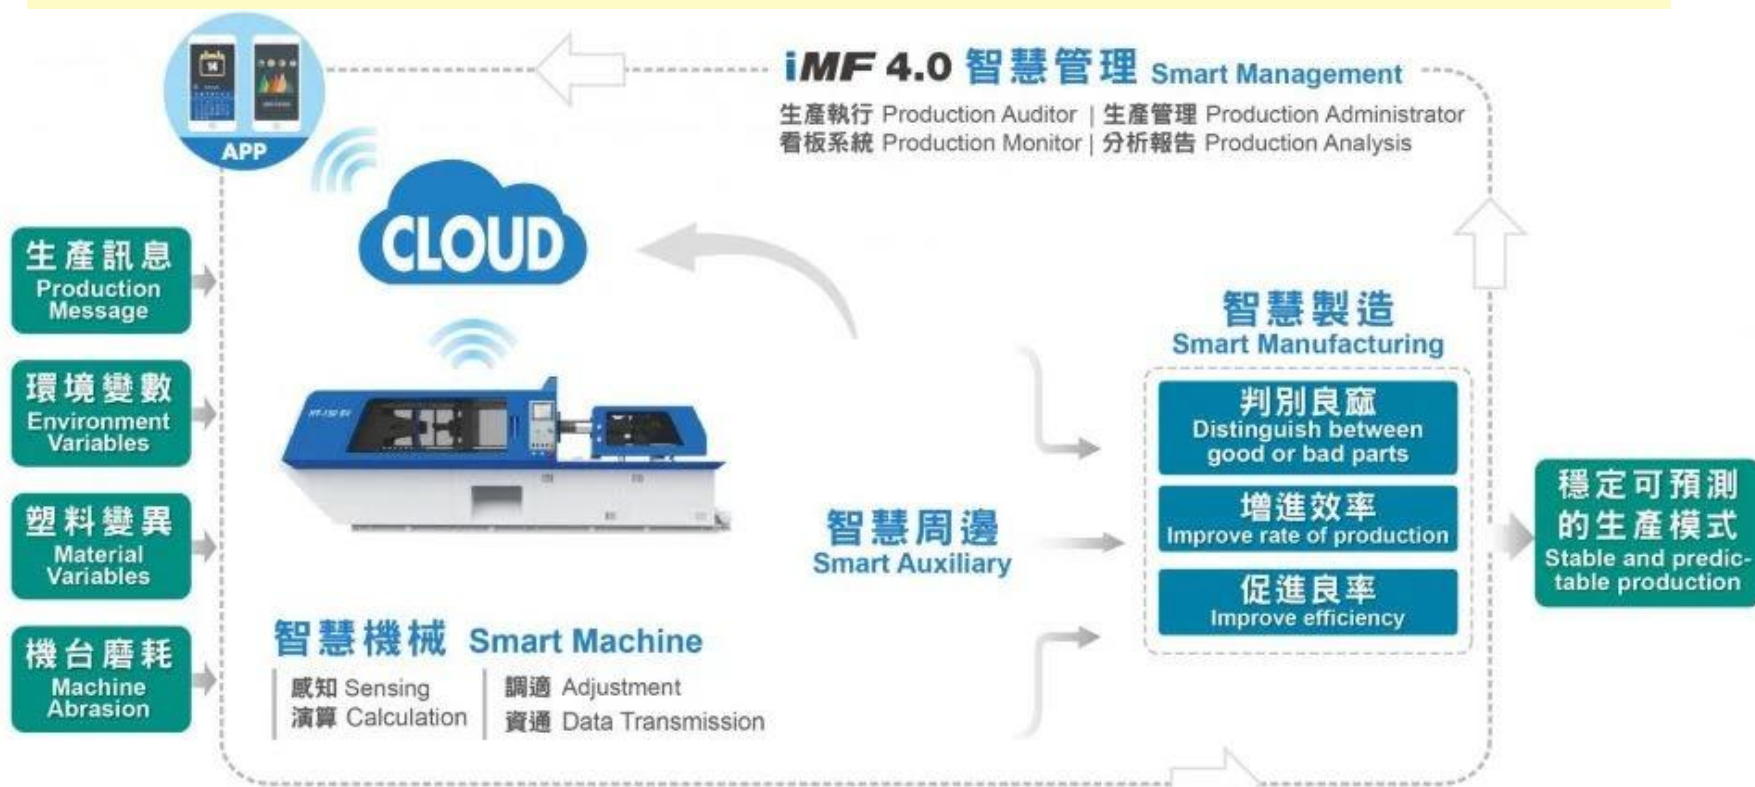 iMF 4.0 智慧管理 Smart Management
生產執行 Production Auditor | 生產管理 Production Administrator
看板系統 Production Monitor | 分析報告 Production Analysis
14
APP
CLOUD
生產訊息
Production
Message
環境變數
Environment
Variables
塑料變異
Material
Variables
機台磨耗
Machine
Abrasion
智慧機械 Smart Machine
感知 Sensing
演算 Calculation
調適 Adjustment
資通 Data Transmission
智慧周邊
Smart Auxiliary
智慧製造
Smart Manufacturing
判別良窳
Distinguish between
good or bad parts
增進效率
Improve rate of production
促進良率
Improve efficiency
穩定可預測
的生產模式
Stable and predic-
table production